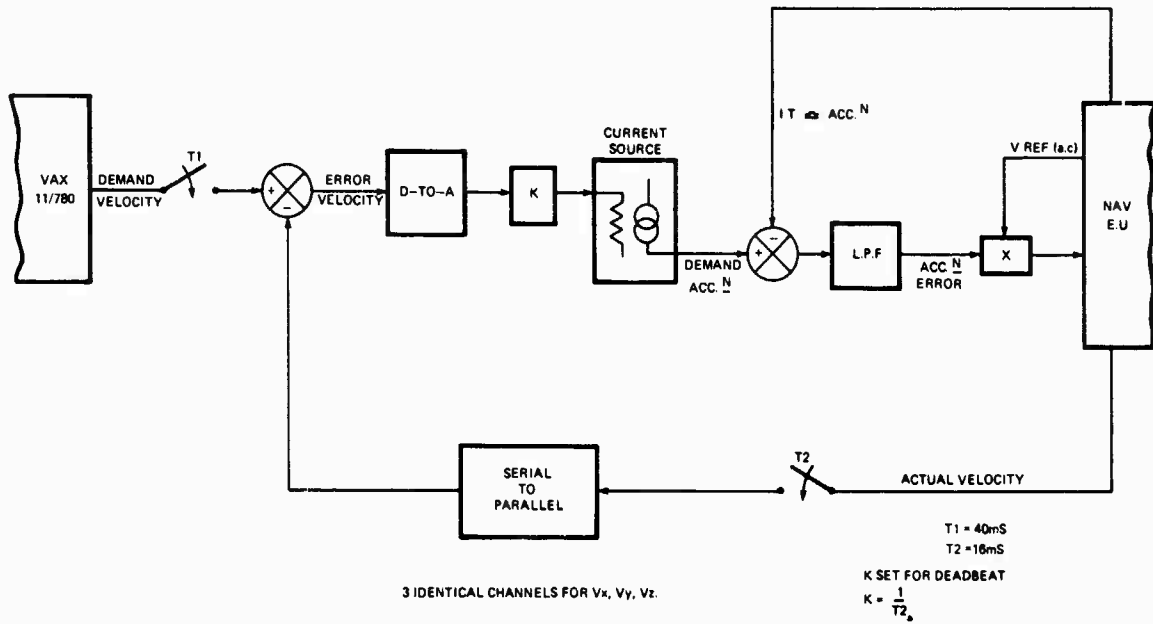 I T ≏ ACC. N
CURRENT
SOURCE
V REF (a.c)
VAX
11/780
DEMAND
VELOCITY
T1
+
−
ERROR
VELOCITY
D–TO–A
K
DEMAND
ACC. N
+
−
L.P.F
ACC. N
ERROR
X
NAV
E.U
SERIAL
TO
PARALLEL
T2
ACTUAL VELOCITY
T1 = 40mS
T2 =16mS
K SET FOR DEADBEAT
K = 1
T2
3 IDENTICAL CHANNELS FOR Vx, Vy, Vz.